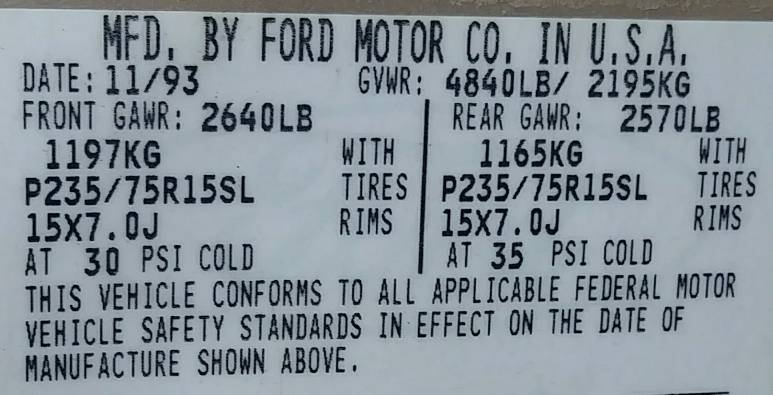 MFD. BY FORD MOTOR CO. IN U.S.A.
DATE: 11/93 GVWR: 4840LB/ 2195KG
FRONT GAWR: 2640LB REAR GAWR: 2570LB
1197KG WITH 1165KG WITH
P235/75R15SL TIRES P235/75R15SL TIRES
15X7.0J RIMS 15X7.0J RIMS
AT 30 PSI COLD AT 35 PSI COLD
THIS VEHICLE CONFORMS TO ALL APPLICABLE FEDERAL MOTOR
VEHICLE SAFETY STANDARDS IN EFFECT ON THE DATE OF
MANUFACTURE SHOWN ABOVE.